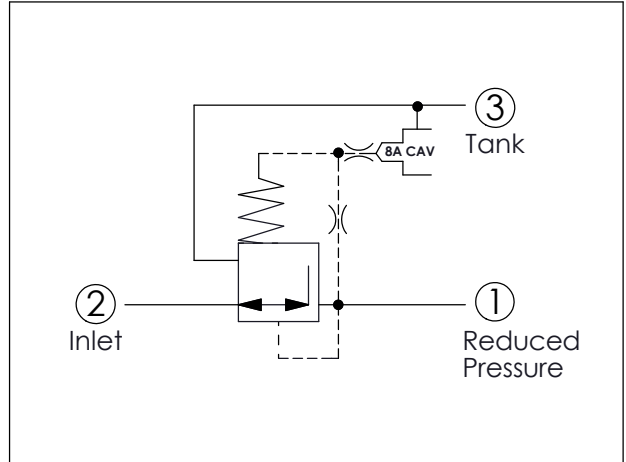 3
Tank
8A CAV
2
Inlet
1
Reduced
Pressure